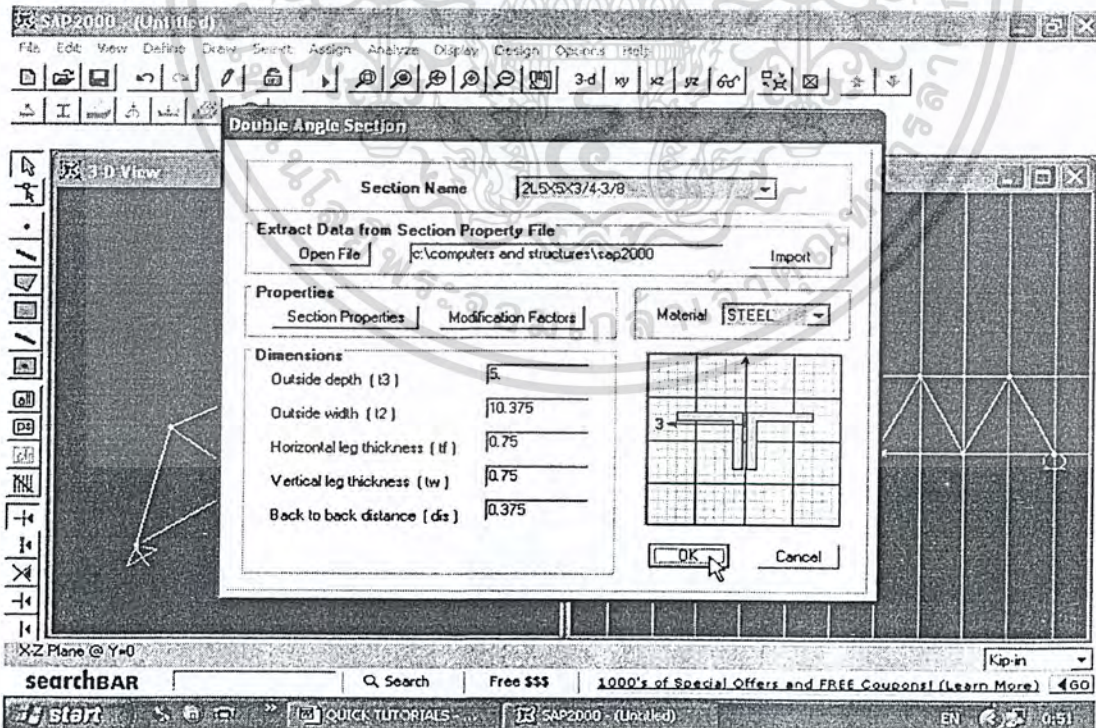 SAP2000 - (Untitled)
File Edit View Define Draw Select Assign Analyze Display Design Options Help
3-d xy xz yz
Double Angle Section
3-D View
Section Name 2L5X5X3/4-3/8
Extract Data from Section Property File
Open File c:\computers and structures\sap2000 Import
Properties
Section Properties Modification Factors
Material STEEL
Dimensions
Outside depth ( t3 ) 5.
Outside width ( t2 ) 10.375
Horizontal leg thickness ( tf ) 0.75
Vertical leg thickness ( tw ) 0.75
Back to back distance ( dis ) 0.375
3
OK Cancel
X-Z Plane @ Y=0
Kip-in
searchBAR Search Free $$$ 1000's of Special Offers and FREE Coupons! (Learn More) GO
start QUICK TUTORIALS - ... SAP2000 - (Untitled) EN 0:51